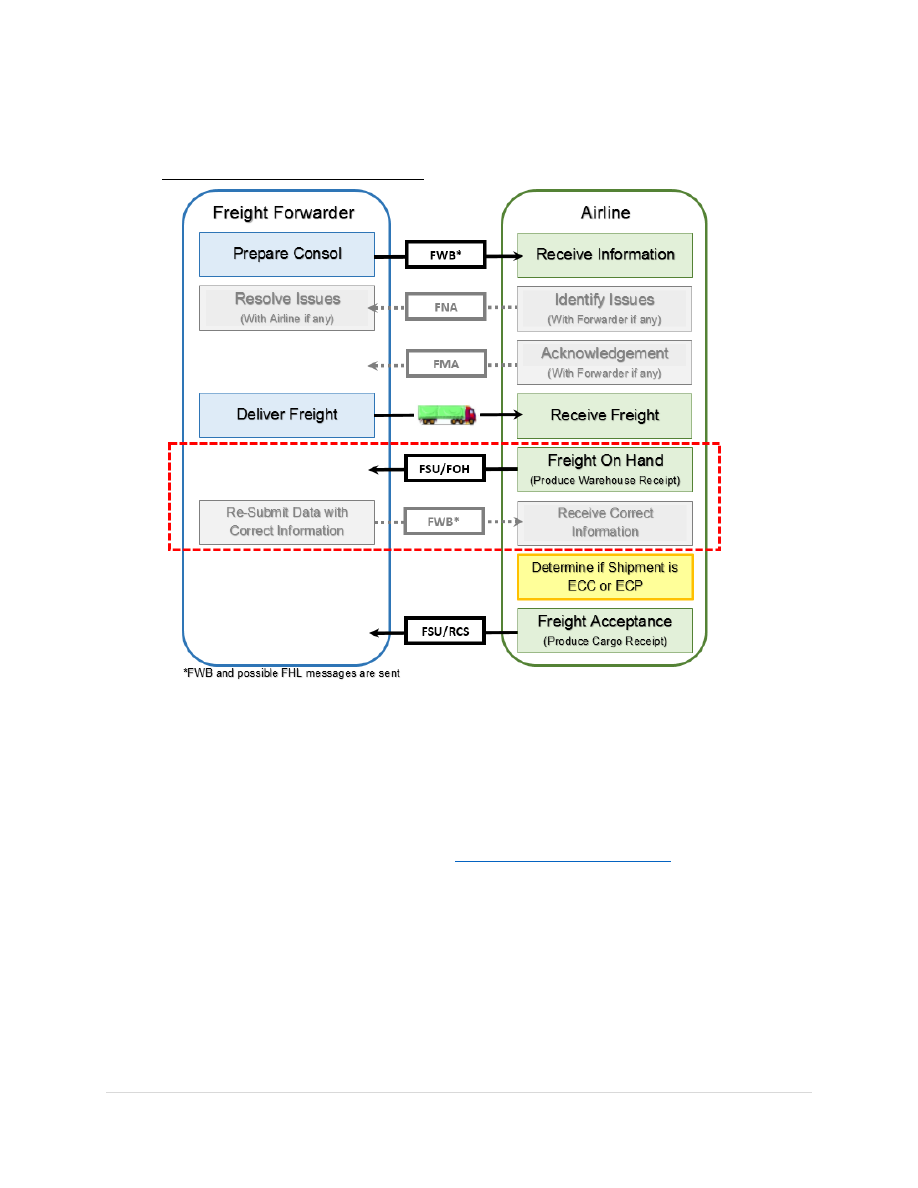 Freight Forwarder
Airline
Prepare Consol
FWB*
Receive Information
Resolve Issues
(With Airline if any)
FNA
Identify Issues
(With Forwarder if any)
FMA
Acknowledgement
(With Forwarder if any)
Deliver Freight
Receive Freight
FSU/FOH
Freight On Hand
(Produce Warehouse Receipt)
Re-Submit Data with
Correct Information
FWB*
Receive Correct
Information
Determine if Shipment is
ECC or ECP
FSU/RCS
Freight Acceptance
(Produce Cargo Receipt)
*FWB and possible FHL messages are sent